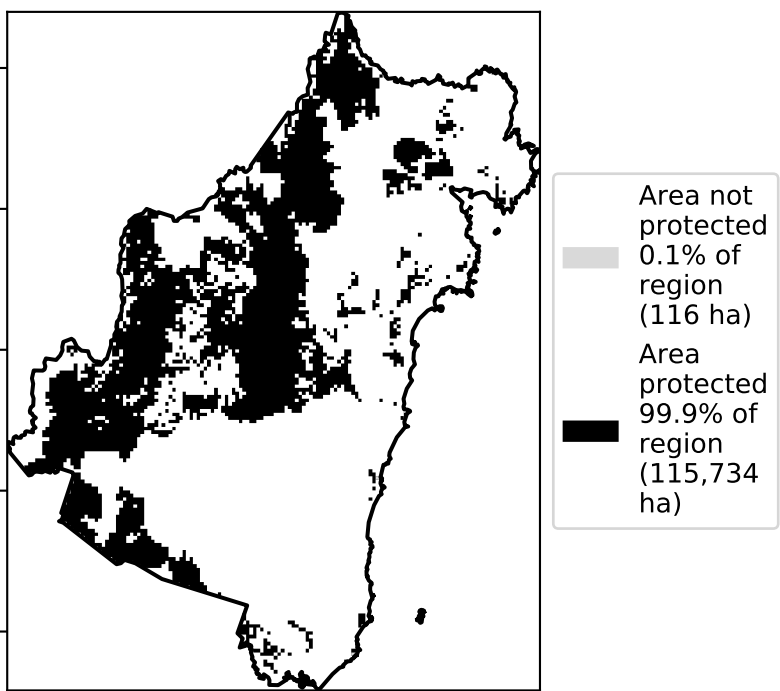 Area not
protected
0.1% of
region
(116 ha)
Area
protected
99.9% of
region
(115,734
ha)